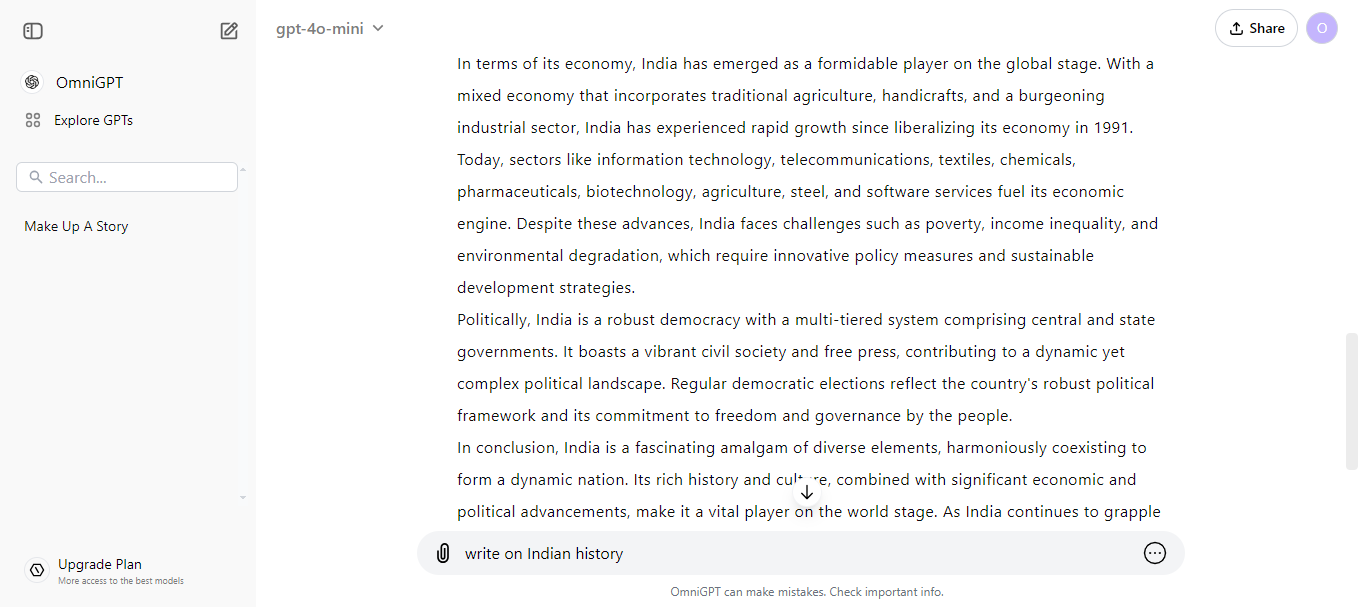 gpt-4o-mini
Share
O
OmniGPT
Explore GPTs
Search...
Make Up A Story
In terms of its economy, India has emerged as a formidable player on the global stage. With a
mixed economy that incorporates traditional agriculture, handicrafts, and a burgeoning
industrial sector, India has experienced rapid growth since liberalizing its economy in 1991.
Today, sectors like information technology, telecommunications, textiles, chemicals,
pharmaceuticals, biotechnology, agriculture, steel, and software services fuel its economic
engine. Despite these advances, India faces challenges such as poverty, income inequality, and
environmental degradation, which require innovative policy measures and sustainable
development strategies.
Politically, India is a robust democracy with a multi-tiered system comprising central and state
governments. It boasts a vibrant civil society and free press, contributing to a dynamic yet
complex political landscape. Regular democratic elections reflect the country's robust political
framework and its commitment to freedom and governance by the people.
In conclusion, India is a fascinating amalgam of diverse elements, harmoniously coexisting to
form a dynamic nation. Its rich history and culture, combined with significant economic and
political advancements, make it a vital player on the world stage. As India continues to grapple
write on Indian history
Upgrade Plan
More access to the best models
OmniGPT can make mistakes. Check important info.